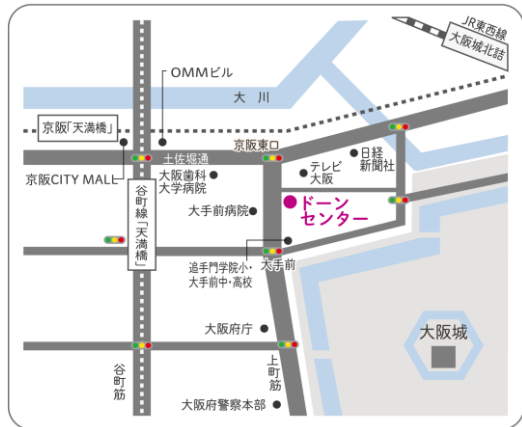 JR東西線
大阪城北詰
OMMビル
大川
京阪「天満橋」
京阪東口
土佐堀通
日経
新聞社
テレビ
大阪
京阪CITY MALL
大阪歯科
大学病院
谷町線「天満橋」
大手前病院
ドーン
センター
追手門学院小・
大手前中・高校
大手前
大阪府庁
大阪城
谷町筋
上町筋
大阪府警察本部